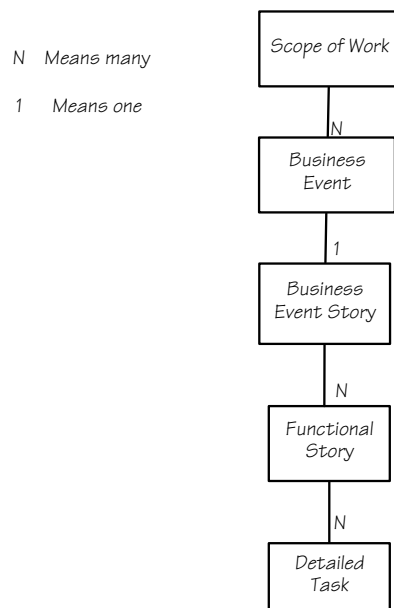 N Means many
1 Means one
Scope of Work
N
Business
Event
1
Business
Event Story
N
Functional
Story
N
Detailed
Task